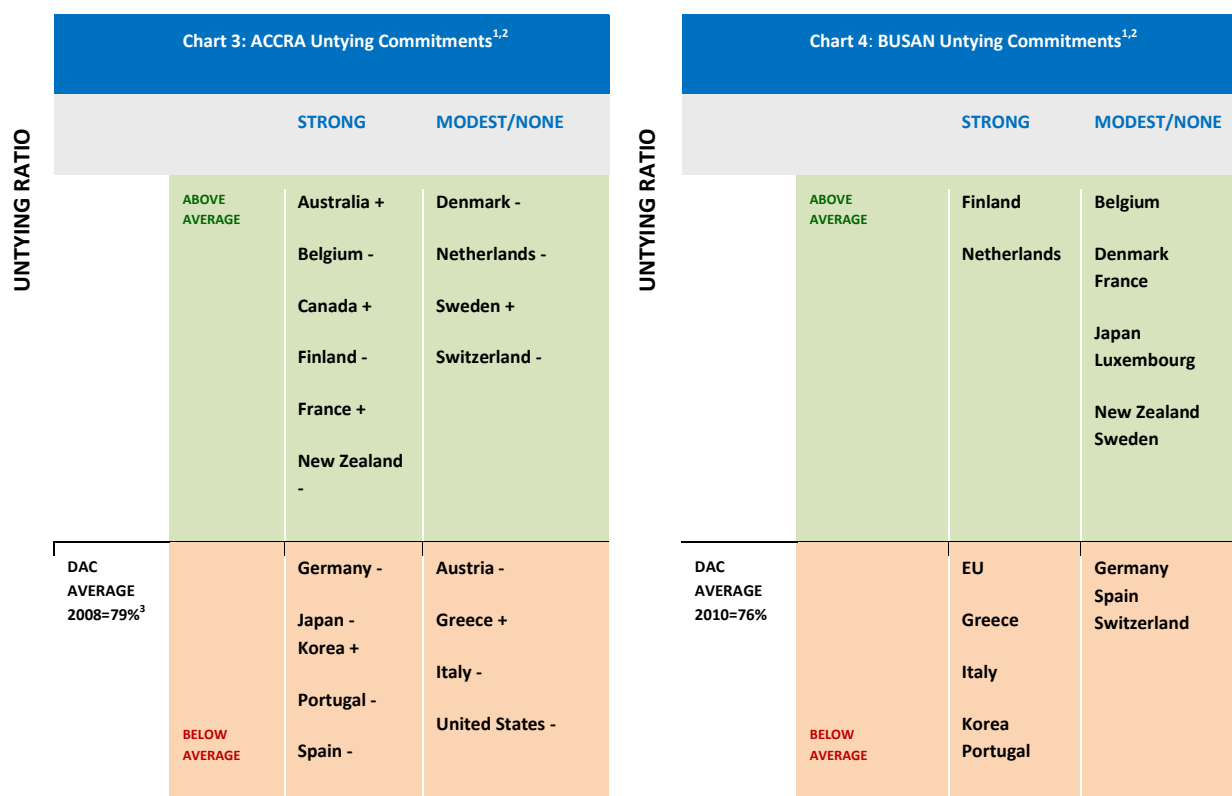 Chart 3: ACCRA Untying Commitments1,2
STRONG
MODEST/NONE
UNTYING RATIO
ABOVE
AVERAGE
Australia +
Belgium -
Canada +
Finland -
France +
New Zealand
-
Denmark -
Netherlands -
Sweden +
Switzerland -
DAC
AVERAGE
2008=79%3
BELOW
AVERAGE
Germany -
Japan -
Korea +
Portugal -
Spain -
Austria -
Greece +
Italy -
United States -
Chart 4: BUSAN Untying Commitments1,2
STRONG
MODEST/NONE
UNTYING RATIO
ABOVE
AVERAGE
Finland
Netherlands
Belgium
Denmark
France
Japan
Luxembourg
New Zealand
Sweden
DAC
AVERAGE
2010=76%
BELOW
AVERAGE
EU
Greece
Italy
Korea
Portugal
Germany
Spain
Switzerland